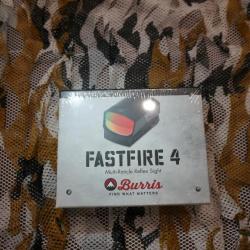 FASTFIRE 4
Multi-Reticle Reflex Sight
Burris
FIND WHAT MATTERS